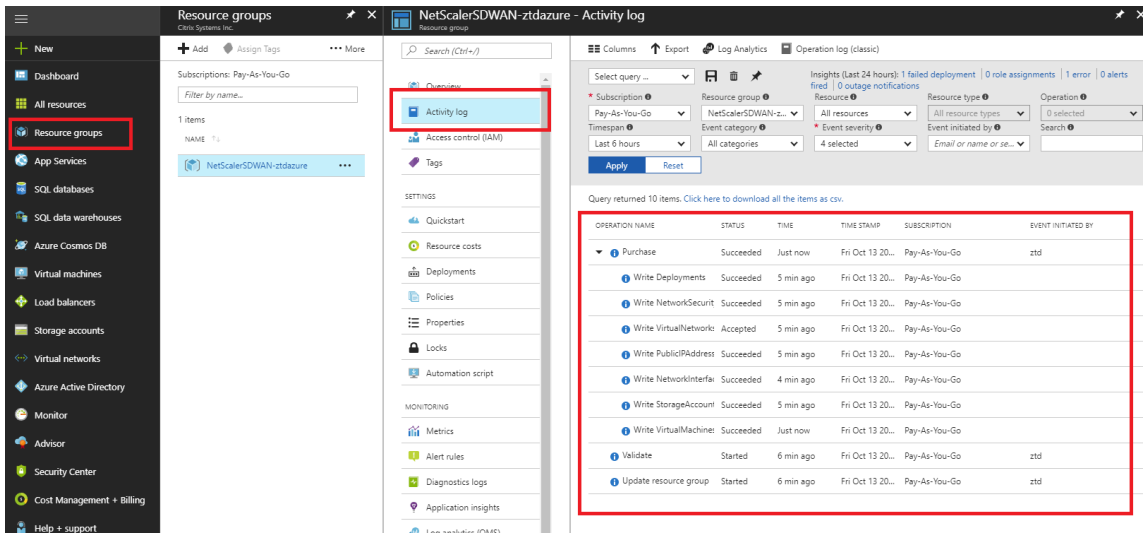 Resource groups
Citrix Systems Inc.
NetScalerSDWAN-ztdazure - Activity log
Resource group
New
Dashboard
All resources
Resource groups
App Services
SQL databases
SQL data warehouses
Azure Cosmos DB
Virtual machines
Load balancers
Storage accounts
Virtual networks
Azure Active Directory
Monitor
Advisor
Security Center
Cost Management + Billing
Help + support
Add Assign Tags ••• More
Subscriptions: Pay-As-You-Go
Filter by name...
1 items
NAME
NetScalerSDWAN-ztdazure •••
Search (Ctrl+/)
Overview
Activity log
Access control (IAM)
Tags
SETTINGS
Quickstart
Resource costs
Deployments
Policies
Properties
Locks
Automation script
MONITORING
Metrics
Alert rules
Diagnostics logs
Application insights
Log analytics (OMS)
Columns Export Log Analytics Operation log (classic)
Select query ...
Insights (Last 24 hours): 1 failed deployment | 0 role assignments | 1 error | 0 alerts
fired | 0 outage notifications
* Subscription Resource group Resource Resource type Operation
Pay-As-You-Go NetScalerSDWAN-z... All resources All resource types 0 selected
Timespan Event category * Event severity Event initiated by Search
Last 6 hours All categories 4 selected Email or name or se...
Apply Reset
Query returned 10 items. Click here to download all the items as csv.
OPERATION NAME STATUS TIME TIME STAMP SUBSCRIPTION EVENT INITIATED BY
Purchase Succeeded Just now Fri Oct 13 20... Pay-As-You-Go ztd
Write Deployments Succeeded 5 min ago Fri Oct 13 20... Pay-As-You-Go
Write NetworkSecurit Succeeded 5 min ago Fri Oct 13 20... Pay-As-You-Go
Write VirtualNetworks Accepted 5 min ago Fri Oct 13 20... Pay-As-You-Go
Write PublicIPAddress Succeeded 5 min ago Fri Oct 13 20... Pay-As-You-Go
Write NetworkInterfac Succeeded 4 min ago Fri Oct 13 20... Pay-As-You-Go
Write StorageAccount Succeeded 5 min ago Fri Oct 13 20... Pay-As-You-Go
Write VirtualMachines Succeeded Just now Fri Oct 13 20... Pay-As-You-Go
Validate Started 6 min ago Fri Oct 13 20... Pay-As-You-Go ztd
Update resource group Started 6 min ago Fri Oct 13 20... Pay-As-You-Go ztd